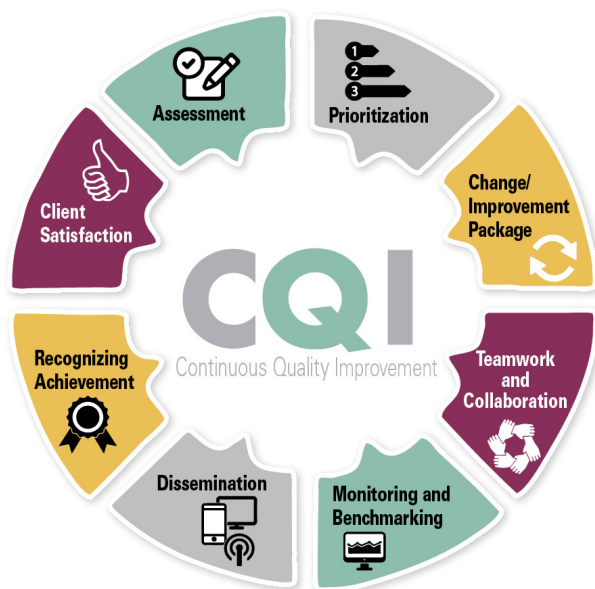 Assessment
1
2
3
Prioritization
Change/
Improvement
Package
Teamwork
and
Collaboration
Monitoring and
Benchmarking
Dissemination
Recognizing
Achievement
Client
Satisfaction
CQI
Continuous Quality Improvement